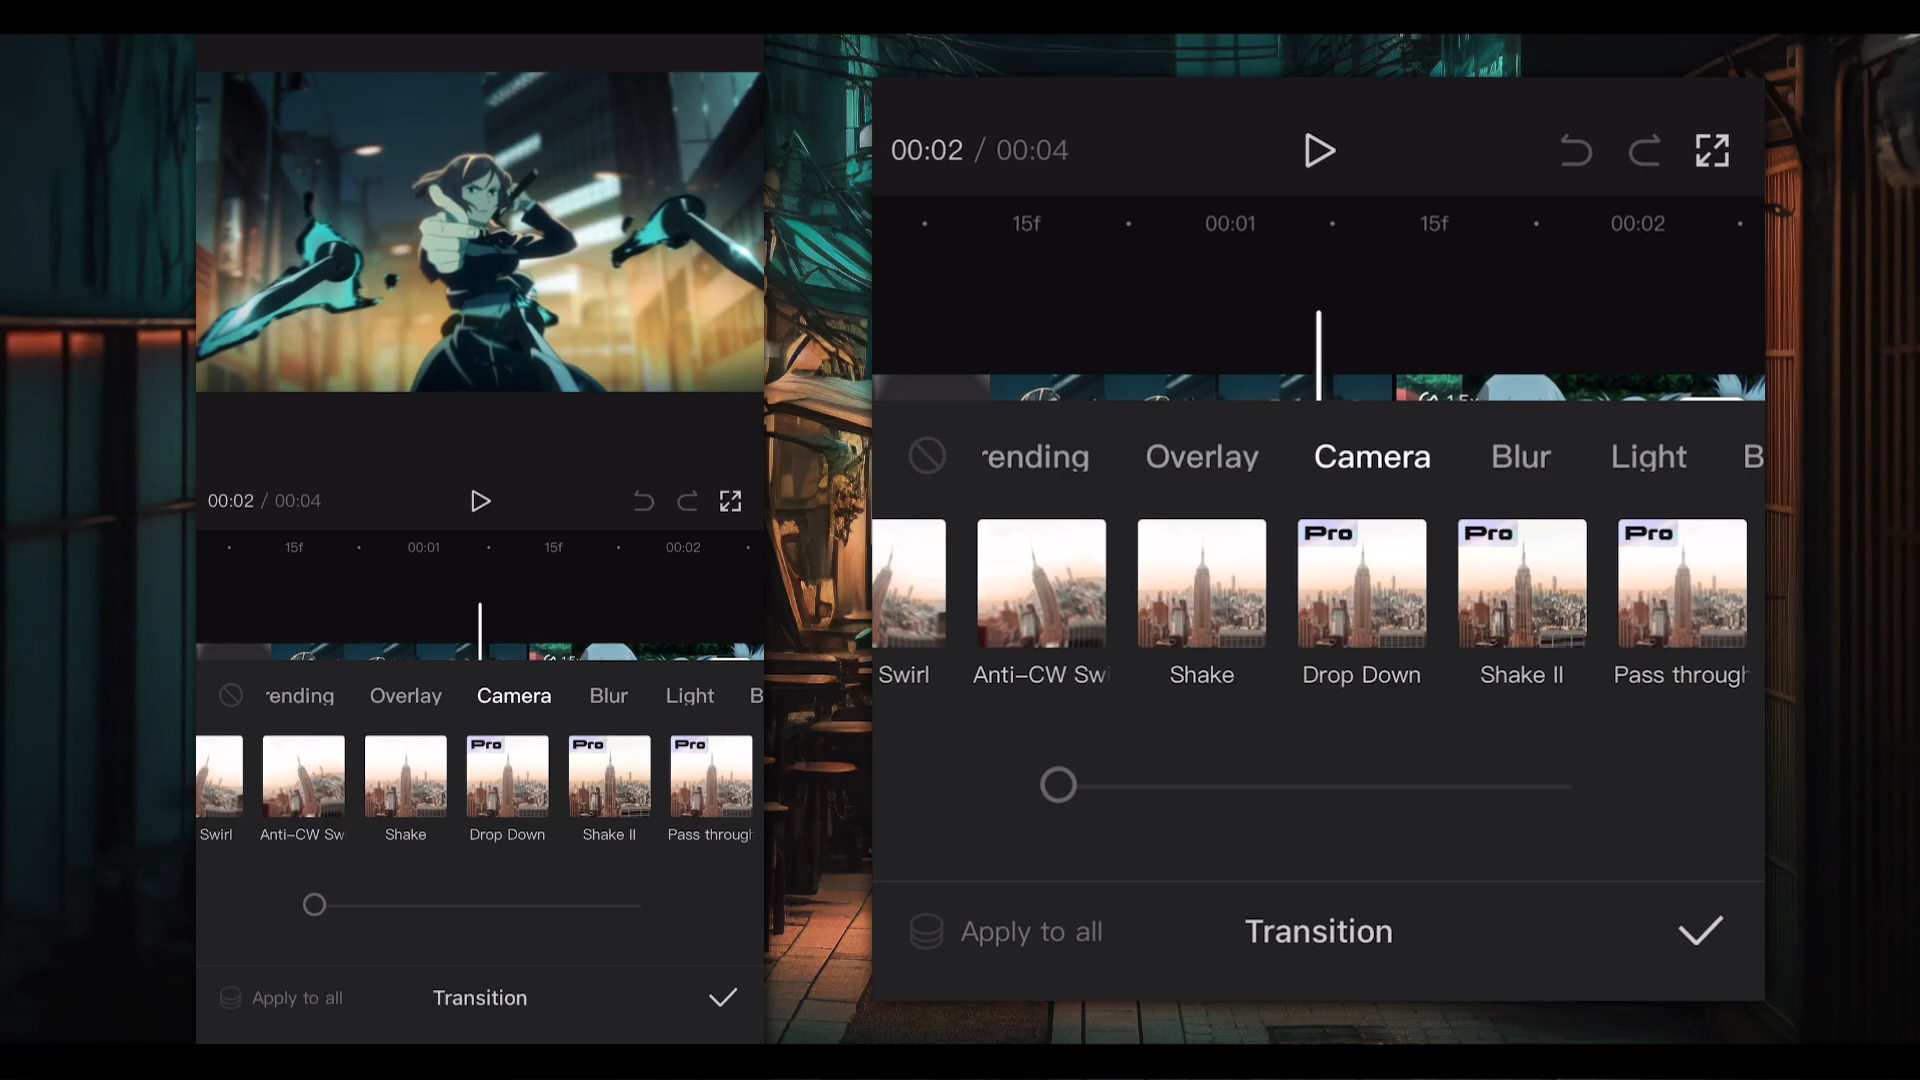 00:02 / 00:04
15f 00:01 15f 00:02
rending Overlay Camera Blur Light B
Pro Pro Pro
Swirl Anti-CW Sw Shake Drop Down Shake II Pass through
Apply to all Transition
00:02 / 00:04
15f 00:01 15f 00:02
rending Overlay Camera Blur Light B
Pro Pro Pro
Swirl Anti-CW Swi Shake Drop Down Shake II Pass through
Apply to all Transition